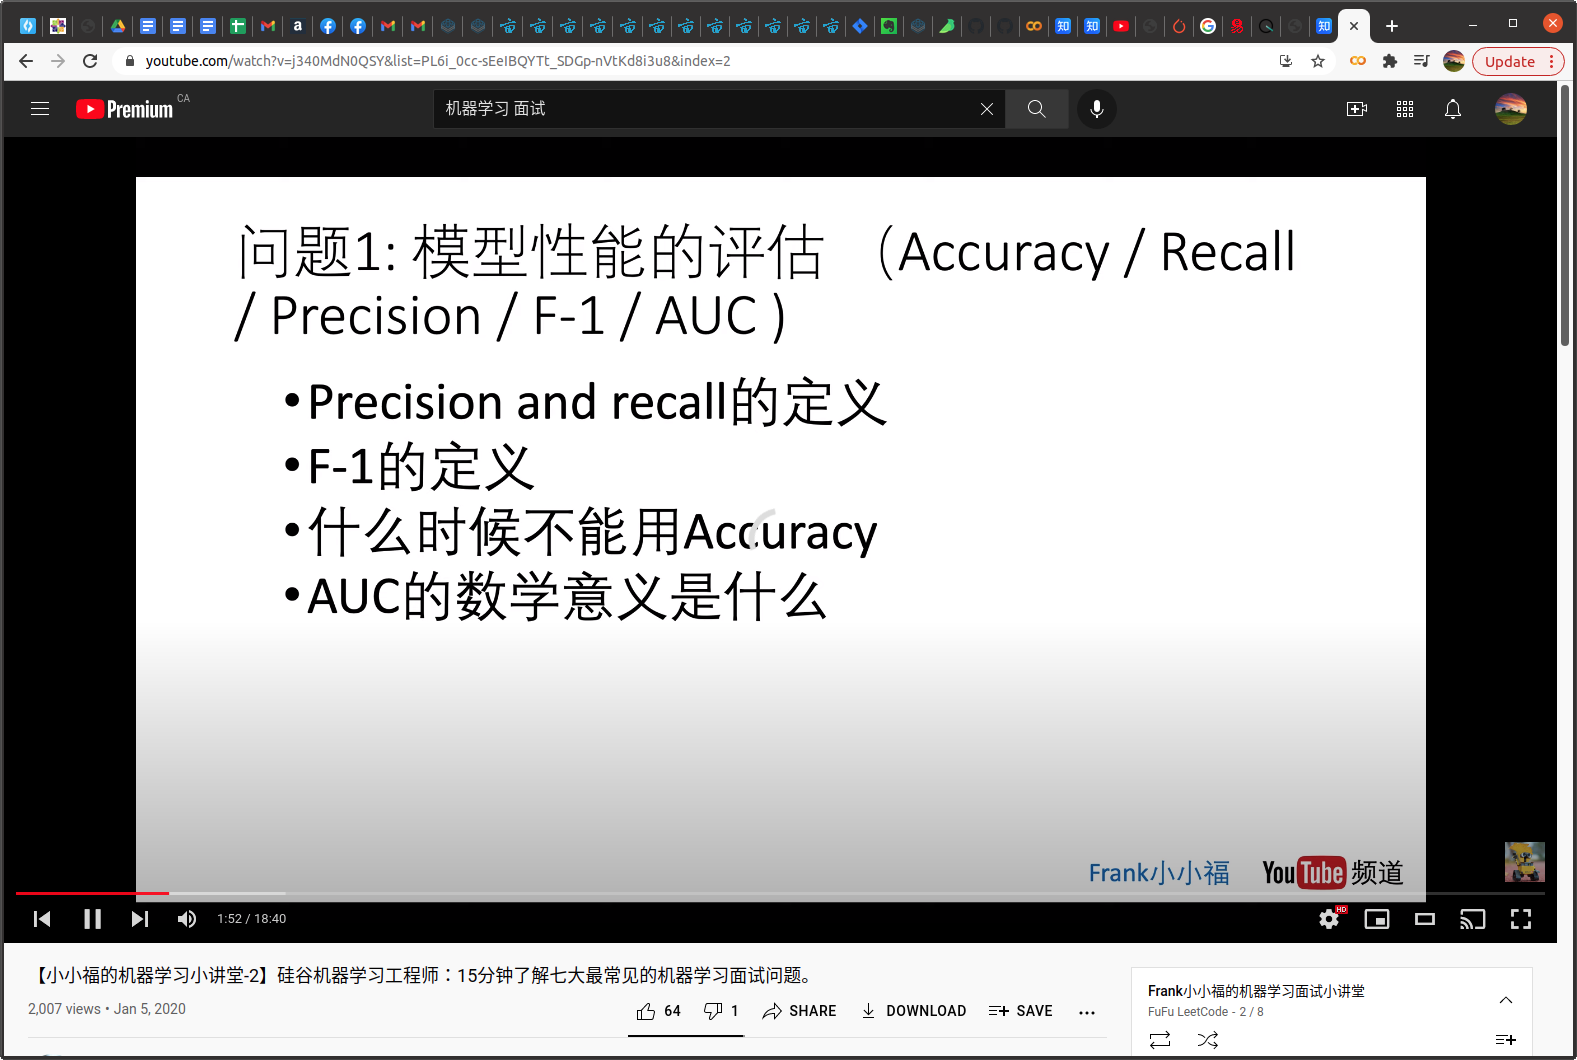 youtube.com/watch?v=j340MdN0QSY&list=PL6i_0cc-sEeIBQYTt_SDGp-nVtKd8i3u8&index=2
Update
Premium CA
机器学习 面试
问题1: 模型性能的评估 （Accuracy / Recall
/ Precision / F-1 / AUC )
•Precision and recall的定义
•F-1的定义
•什么时候不能用Accuracy
•AUC的数学意义是什么
Frank小小福 YouTube 频道
1:52 / 18:40
HD
【小小福的机器学习小讲堂-2】硅谷机器学习工程师：15分钟了解七大最常见的机器学习面试问题。
2,007 views • Jan 5, 2020
64 1 SHARE DOWNLOAD SAVE
Frank小小福的机器学习面试小讲堂
FuFu LeetCode - 2 / 8